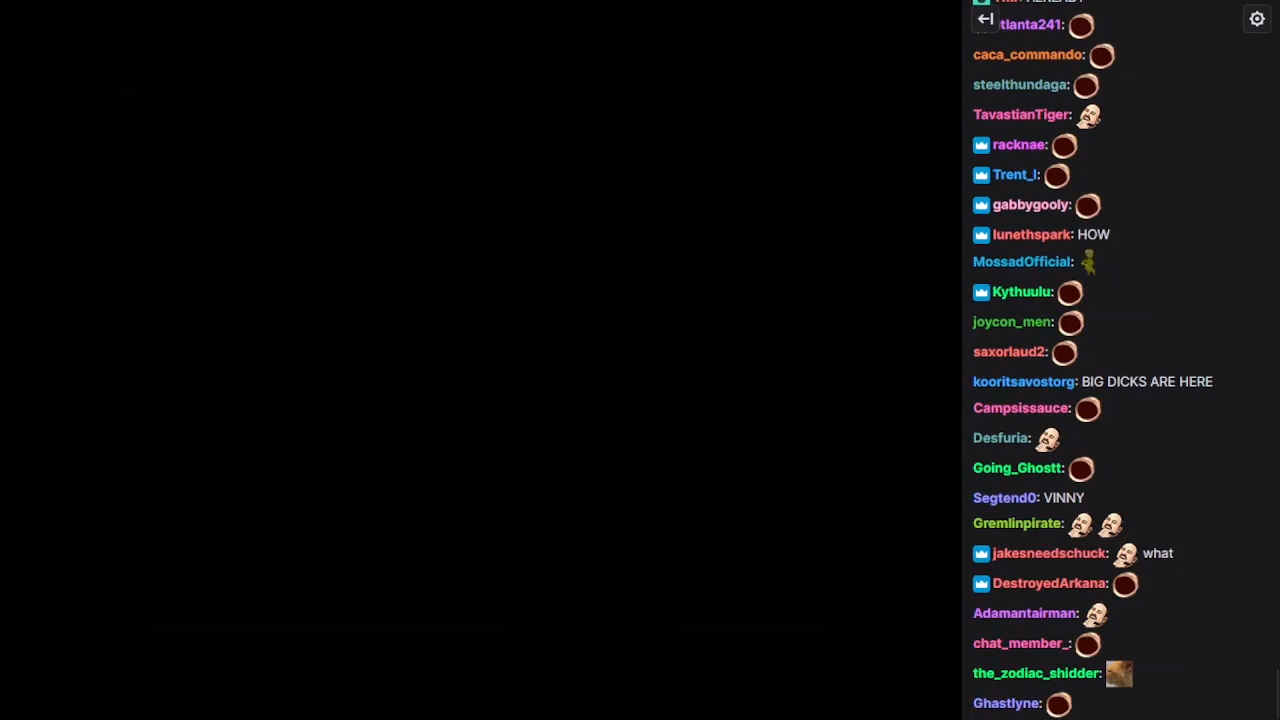 ALREADY
tlanta241:
caca_commando:
steelthundaga:
TavastianTiger:
racknae:
Trent_l:
gabbygooly:
lunethspark: HOW
MossadOfficial:
Kythuulu:
joycon_men:
saxorlaud2:
kooritsavostorg: BIG DICKS ARE HERE
Campsissauce:
Desfuria:
Going_Ghostt:
Segtend0: VINNY
Gremlinpirate:
jakesneedschuck: what
DestroyedArkana:
Adamantairman:
chat_member_:
the_zodiac_shidder:
Ghastlyne: